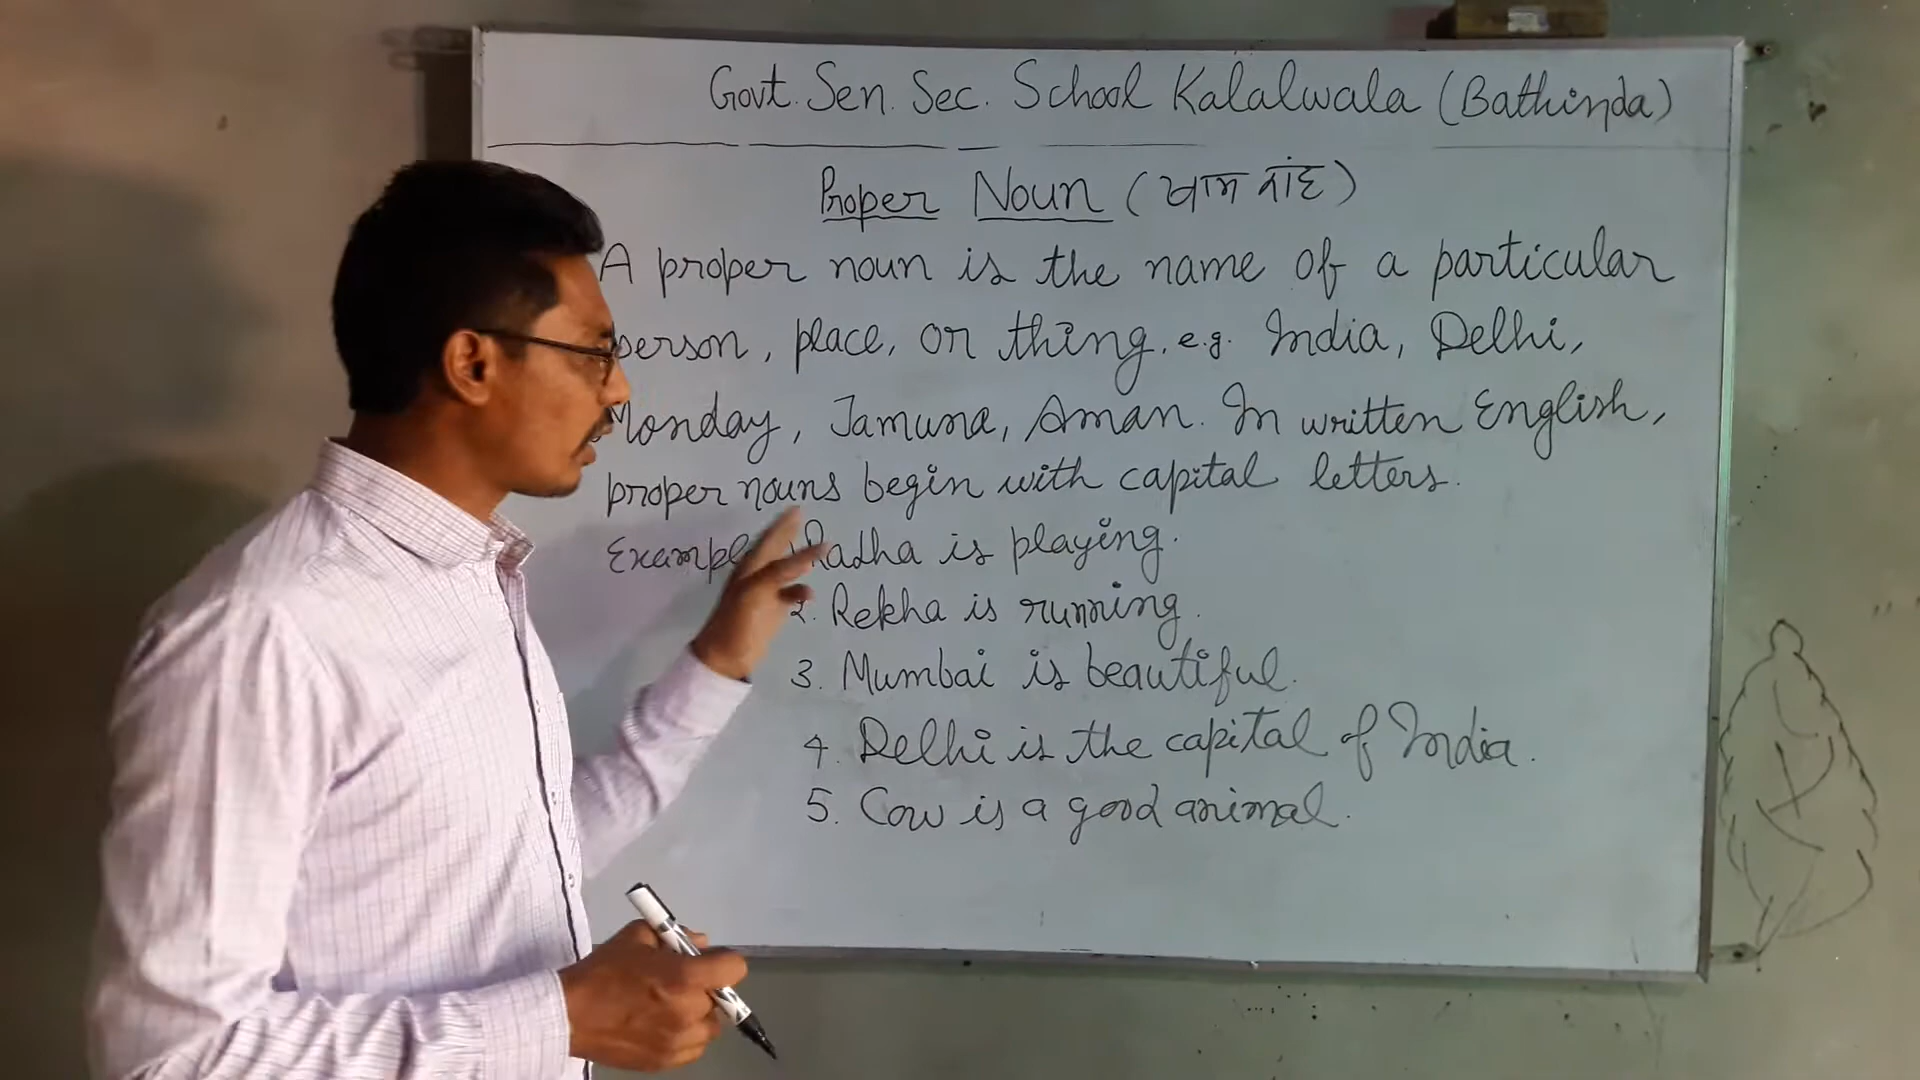 Govt. Sen. Sec. School Kalalwala (Bathinda)
Proper Noun (ਖਾਸ ਨਾਂਵ)
A proper noun is the name of a particular
person, place, or thing. e.g. India, Delhi,
Monday, Jamuna, Aman. In written English,
proper nouns begin with capital letters.
Radha is playing.
2. Rekha is running.
3. Mumbai is beautiful.
4. Delhi is the capital of India.
5. Cow is a good animal.